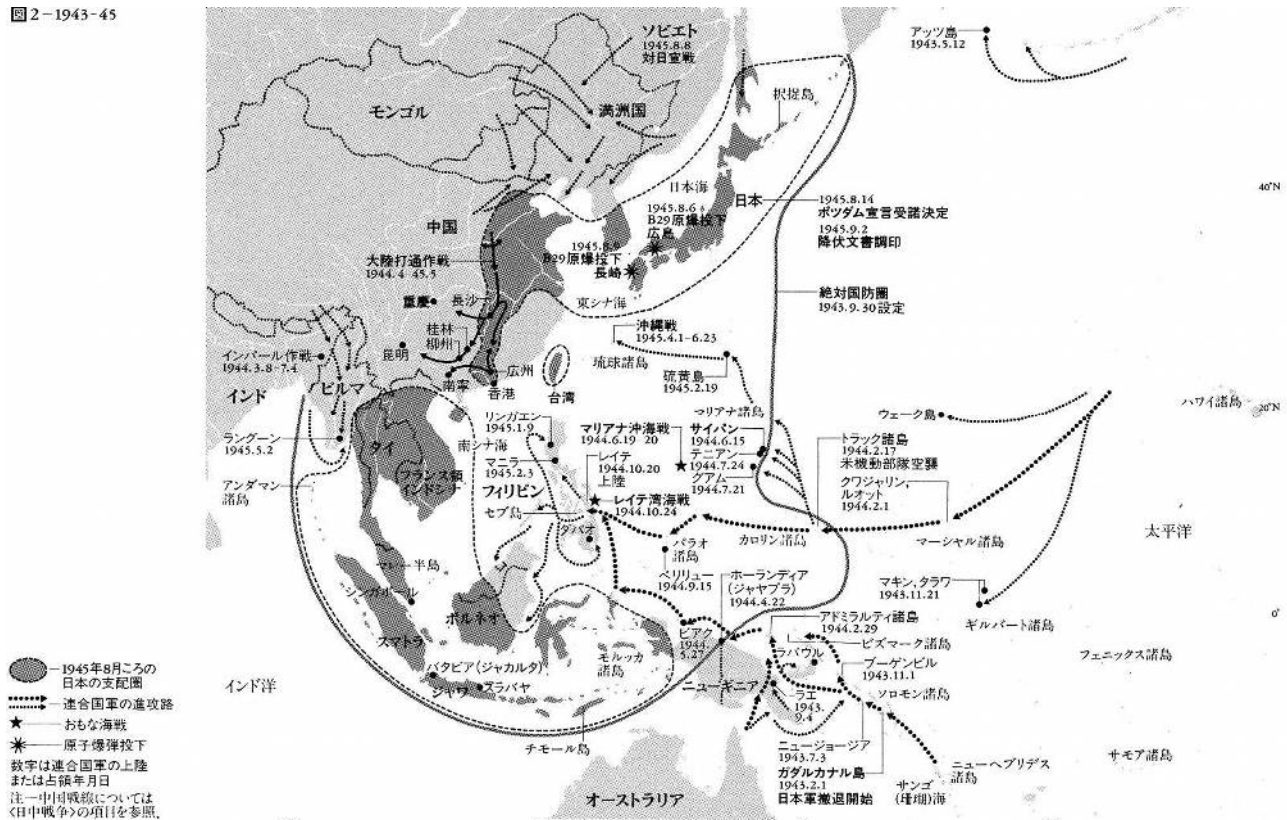 図2-1943-45
アッツ島
1943.5.12
ソビエト
1945.8.8
対日宣戦
モンゴル
満洲国
択捉島
日本海
日本
1945.8.14
ポツダム宣言受諾決定
1945.9.2
降伏文書調印
40°N
中国
1945.8.6
B29原爆投下
広島
1945.8.9
B29原爆投下
長崎
大陸打通作戦
1944.4-45.5
絶対国防圏
1943.9.30設定
重慶
長沙
東シナ海
沖縄戦
1945.4.1-6.23
琉球諸島
桂林
柳州
昆明
インパール作戦
1944.3.8-7.4
インド
ビルマ
南寧
広州
香港
台湾
硫黄島
1945.2.19
マリアナ諸島
ウェーク島
ハワイ諸島
20°N
リンガエン
1945.1.9
ラングーン
1945.5.2
タイ
南シナ海
マリアナ沖海戦
1944.6.19 20
サイパン
1944.6.15
テニアン
1944.7.24
グアム
1944.7.21
トラック諸島
1944.2.17
米機動部隊空襲
マニラ
1945.2.3
レイテ
1944.10.20
上陸
フランス領
インドシナ
アンダマン
諸島
フィリピン
レイテ湾海戦
1944.10.24
クワジャリン,
ルオット
1944.2.1
セブ島
ダバオ
パラオ
諸島
カロリン諸島
マーシャル諸島
太平洋
マレー半島
シンガポール
ペリリュー
1944.9.15
ホーランディア
(ジャヤプラ)
1944.4.22
マキン,タラワ
1943.11.21
ギルバート諸島
0°
スマトラ
ボルネオ
ビアク
1944.
5.27
アドミラルティ諸島
1944.2.29
ビズマーク諸島
モルッカ
諸島
ラバウル
ブーゲンビル
1943.11.1
フェニックス諸島
バタビア(ジャカルタ)
ジャワ
スラバヤ
インド洋
ニューギニア
ラエ
1943.
9.4
ソロモン諸島
チモール島
ニュージョージア
1943.7.3
ガダルカナル島
1943.2.1
日本軍撤退開始
ニューヘブリデス
諸島
サモア諸島
サンゴ
(珊瑚)海
オーストラリア
1945年8月ころの
日本の支配圏
連合国軍の進攻路
おもな海戦
原子爆弾投下
数字は連合国軍の上陸
または占領年月日
注―中国戦線については
〈日中戦争〉の項目を参照.